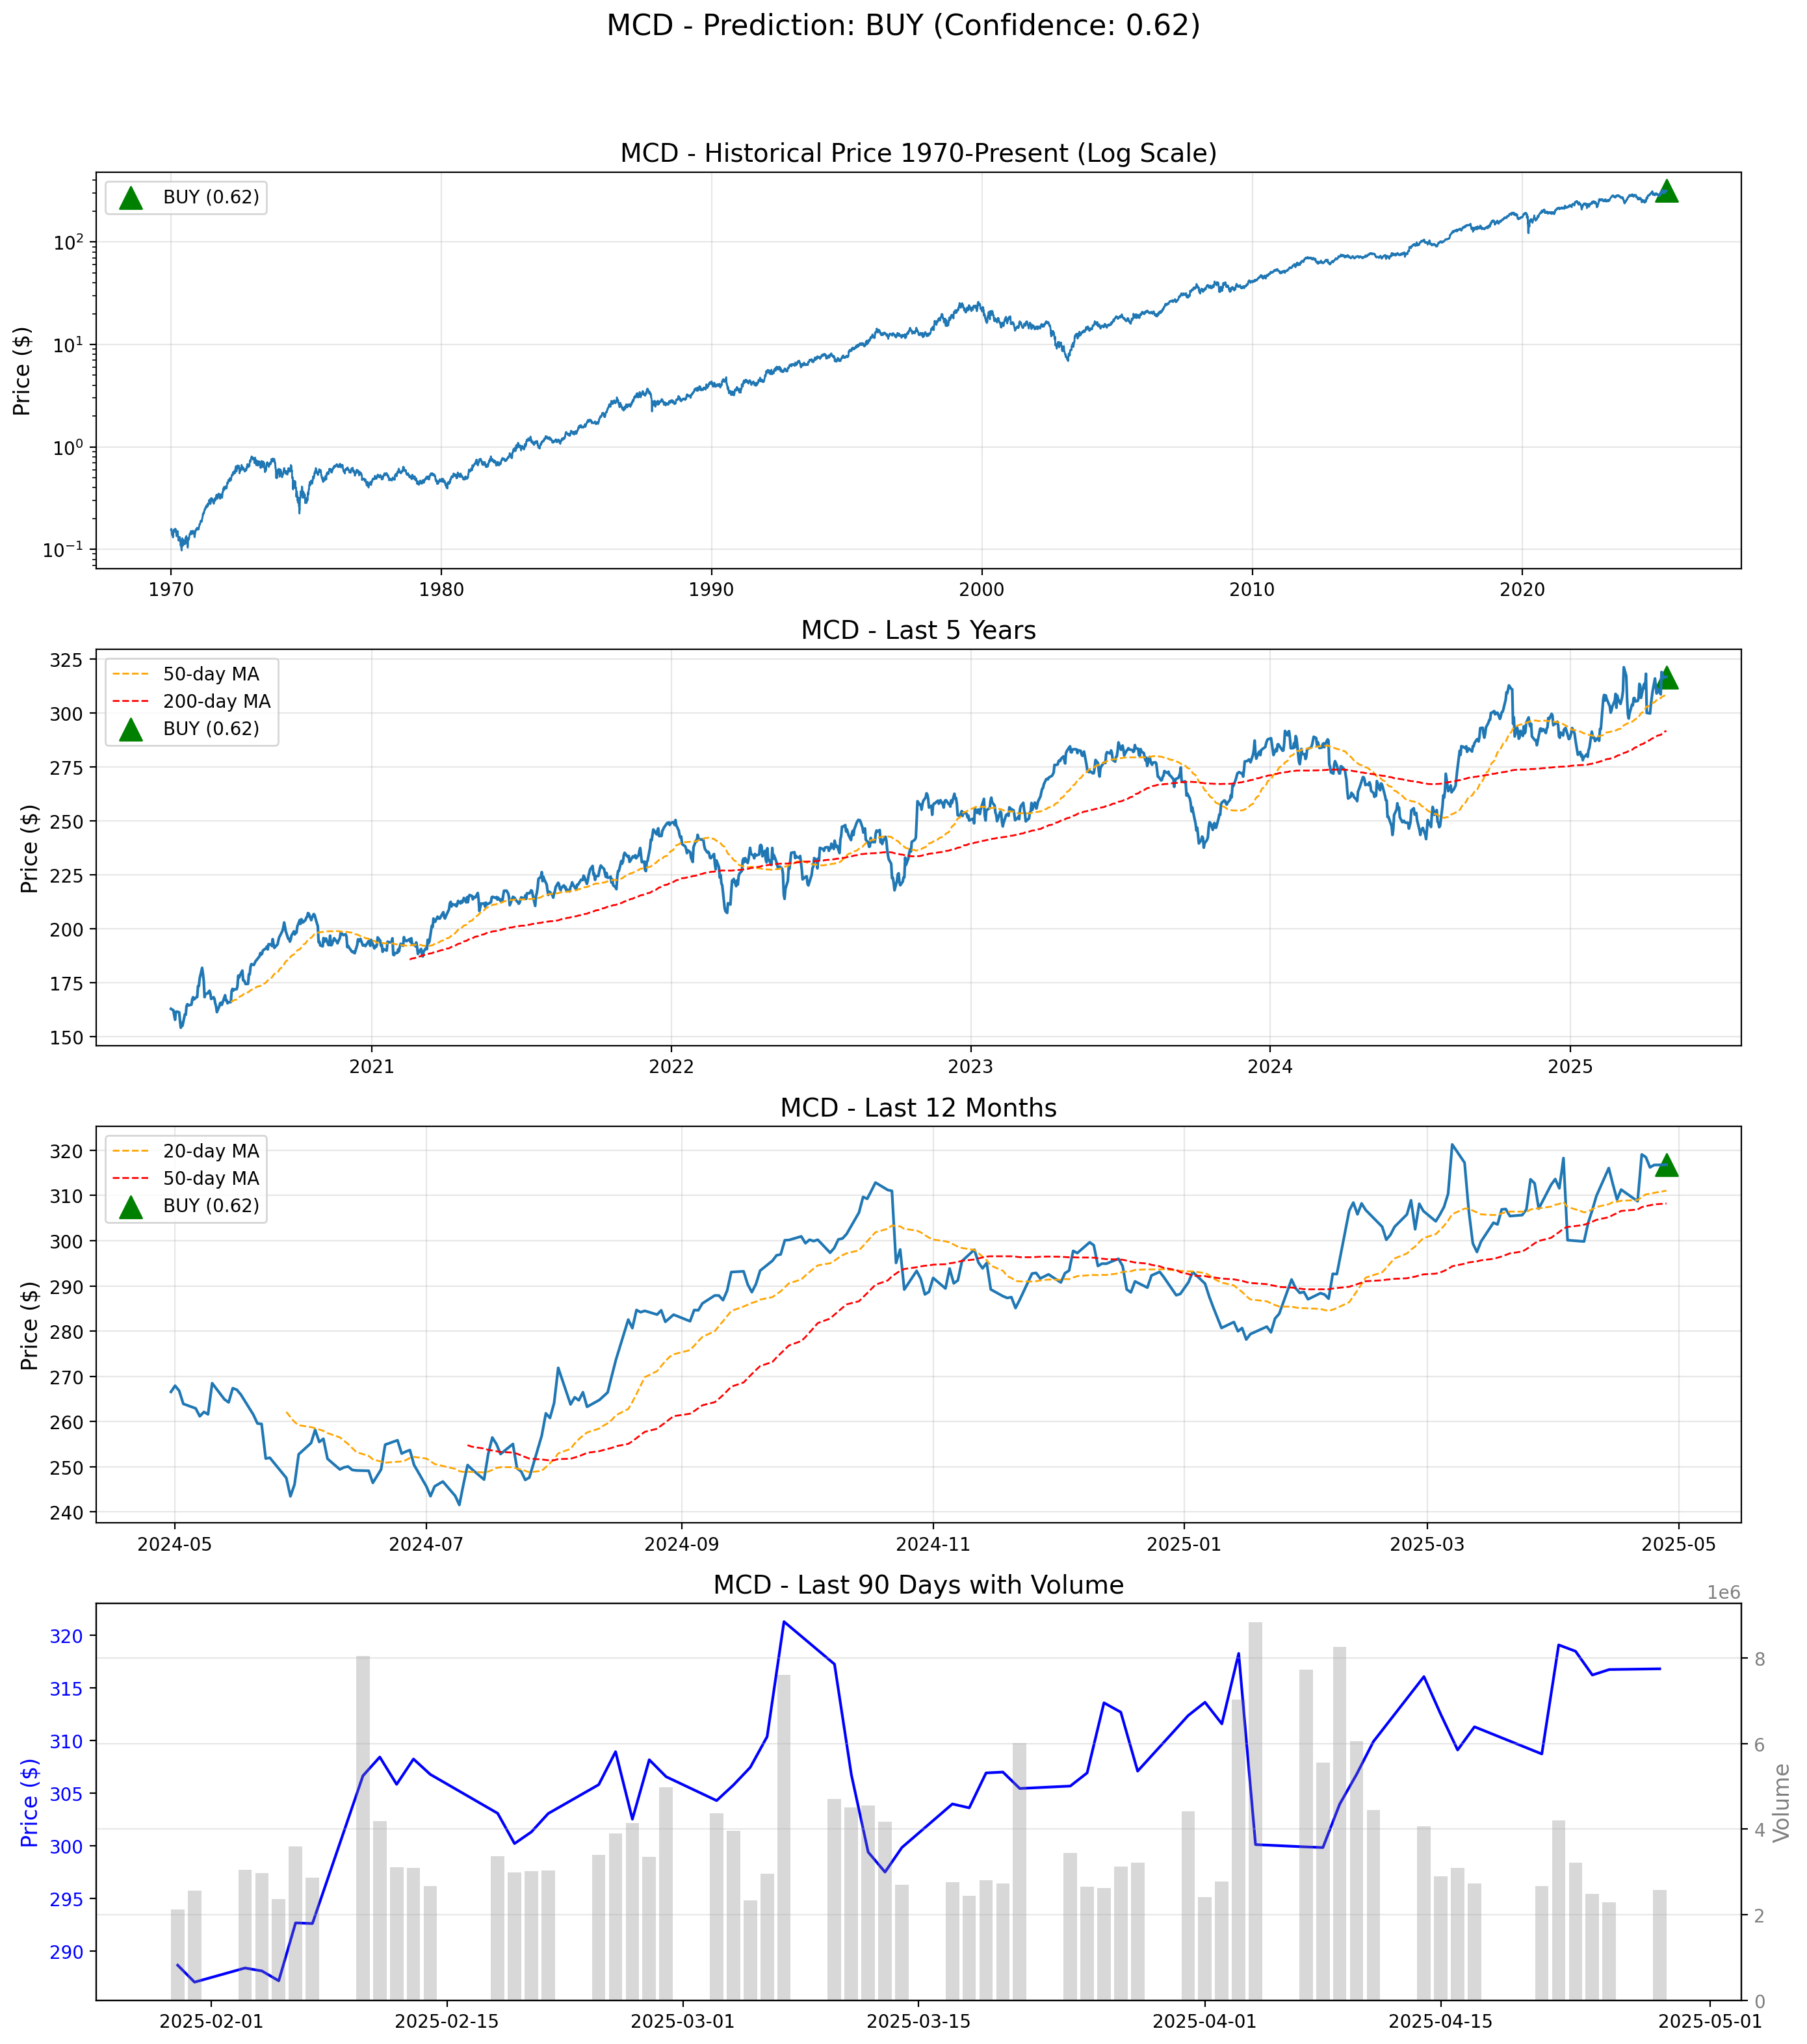 MCD - Prediction: BUY (Confidence: 0.62)
MCD - Historical Price 1970-Present (Log Scale)
BUY (0.62)
Price ($)
10²
10¹
10⁰
10⁻¹
1970 1980 1990 2000 2010 2020
MCD - Last 5 Years
50-day MA
200-day MA
BUY (0.62)
Price ($)
325
300
275
250
225
200
175
150
2021 2022 2023 2024 2025
MCD - Last 12 Months
20-day MA
50-day MA
BUY (0.62)
Price ($)
320
310
300
290
280
270
260
250
240
2024-05 2024-07 2024-09 2024-11 2025-01 2025-03 2025-05
MCD - Last 90 Days with Volume
1e6
Price ($)
320
315
310
305
300
295
290
8
6
4
2
0
Volume
2025-02-01 2025-02-15 2025-03-01 2025-03-15 2025-04-01 2025-04-15 2025-05-01